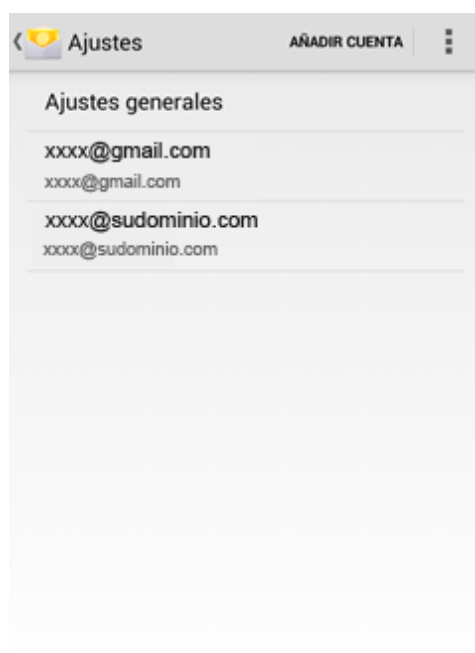 Ajustes AÑADIR CUENTA
Ajustes generales
xxxx@gmail.com
xxxx@gmail.com
xxxx@sudominio.com
xxxx@sudominio.com